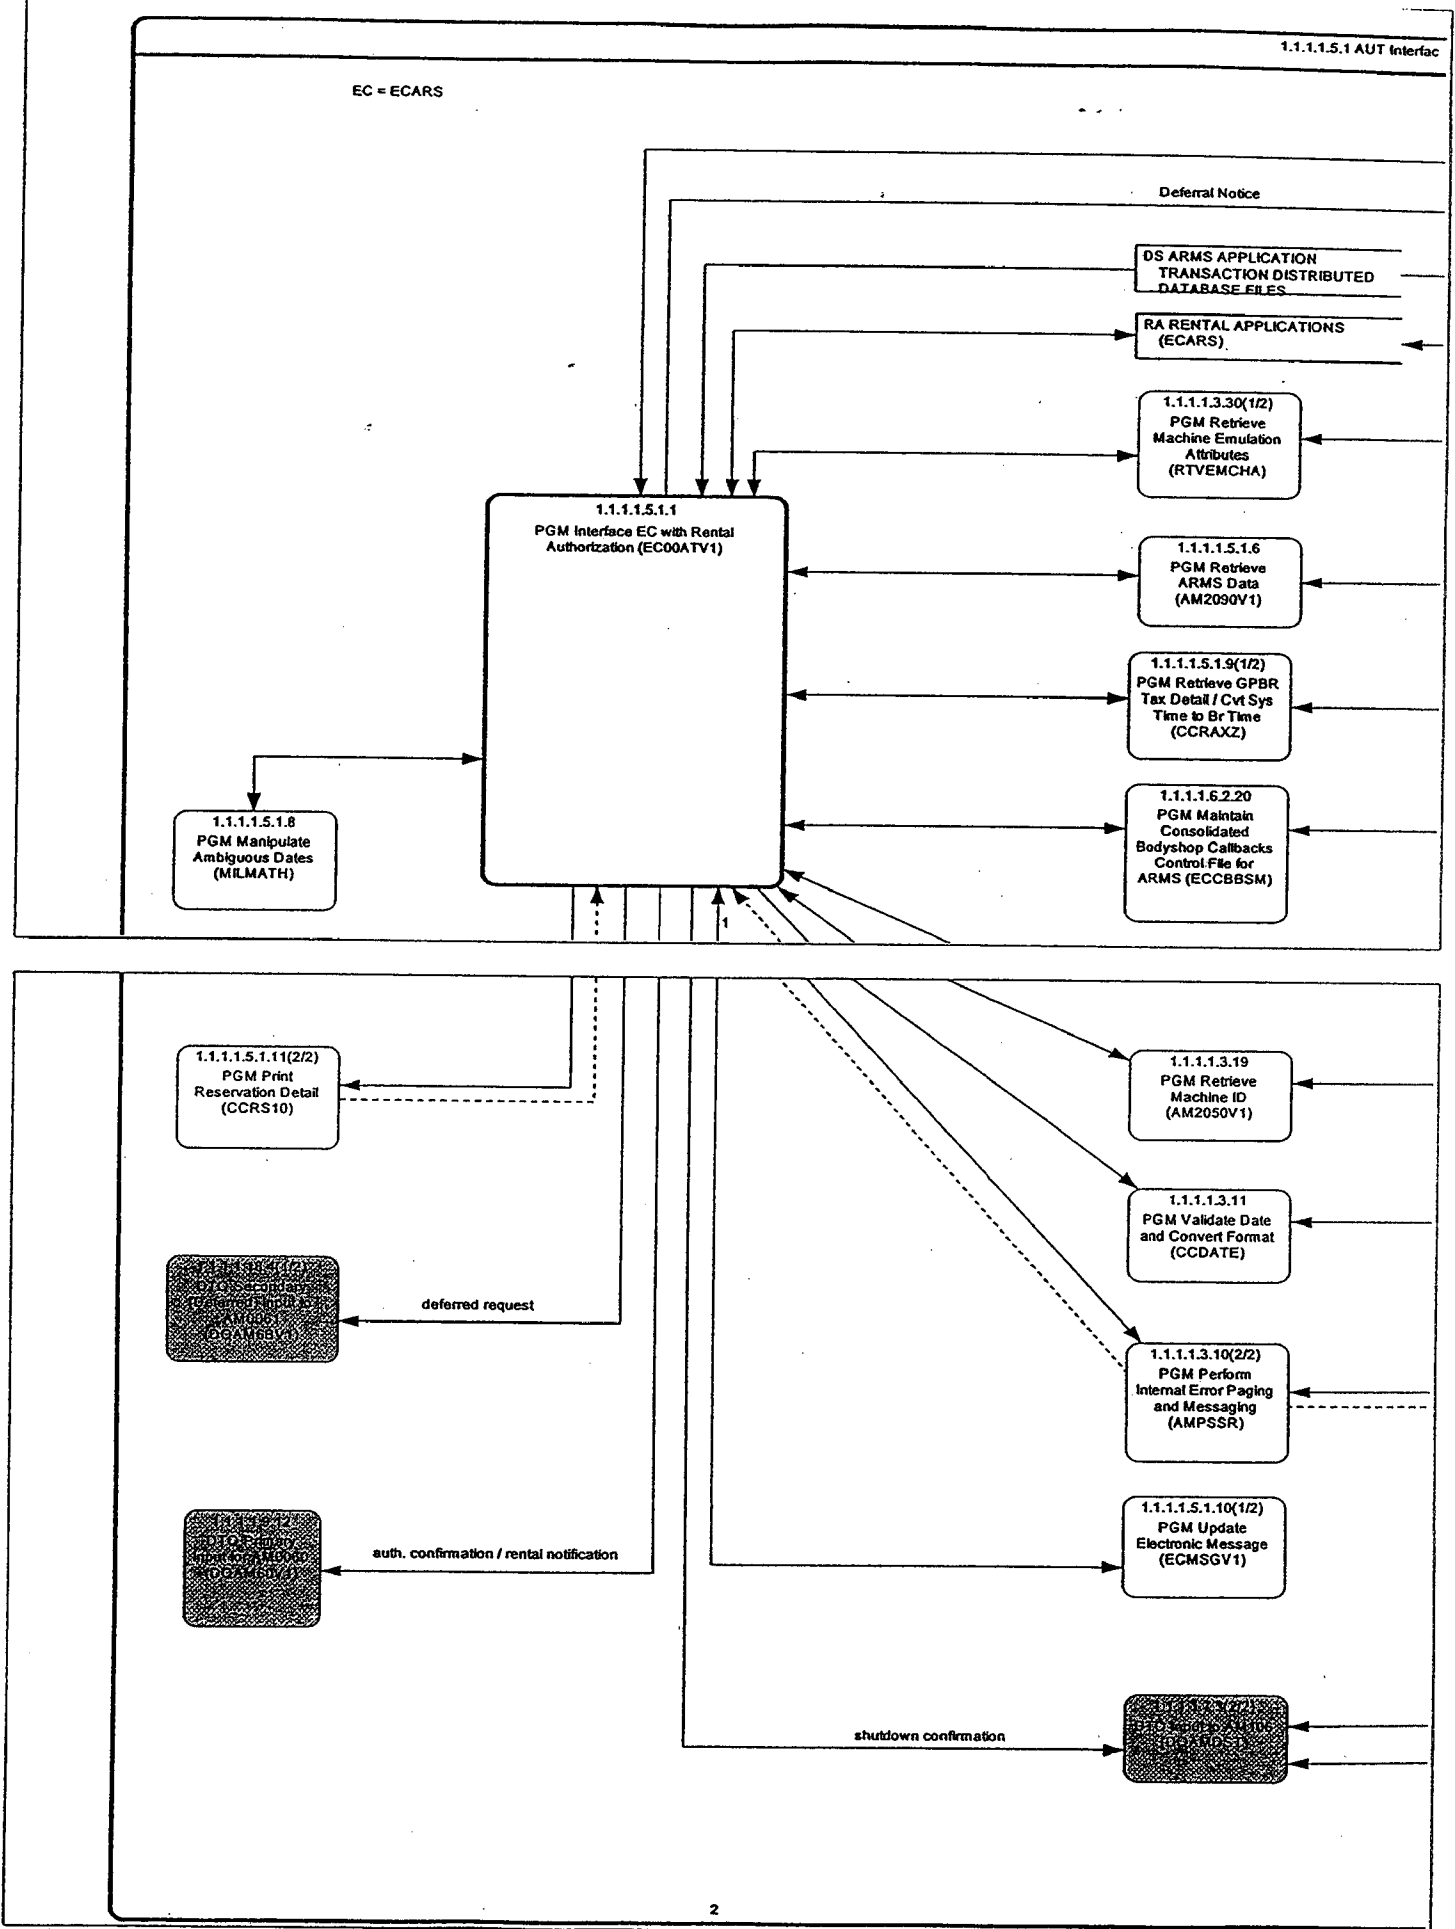 1.1.1.1.5.1 AUT Interfac
EC = ECARS
Deferral Notice
DS ARMS APPLICATION
TRANSACTION DISTRIBUTED
DATABASE FILES
RA RENTAL APPLICATIONS
(ECARS)
1.1.1.1.3.30(1/2)
PGM Retrieve
Machine Emulation
Attributes
(RTVEMCHA)
1.1.1.1.5.1.1
PGM Interface EC with Rental
Authorization (EC00ATV1)
1.1.1.1.5.1.6
PGM Retrieve
ARMS Data
(AM2090V1)
1.1.1.1.5.1.9(1/2)
PGM Retrieve GPBR
Tax Detail / Cvt Sys
Time to Br Time
(CCRAXZ)
1.1.1.1.6.2.20
PGM Maintain
Consolidated
Bodyshop Callbacks
Control File for
ARMS (ECCBBSM)
1.1.1.1.5.1.8
PGM Manipulate
Ambiguous Dates
(MILMATH)
1
1.1.1.1.5.1.11(2/2)
PGM Print
Reservation Detail
(CCRS10)
1.1.1.1.3.19
PGM Retrieve
Machine ID
(AM2050V1)
1.1.1.1.3.11
PGM Validate Date
and Convert Format
(CCDATE)
DTQ Secondary
deferred request
1.1.1.1.3.10(2/2)
PGM Perform
Internal Error Paging
and Messaging
(AMPSSR)
DTQ Primary
auth. confirmation / rental notification
1.1.1.1.5.1.10(1/2)
PGM Update
Electronic Message
(ECMSGV1)
shutdown confirmation
DTQ Input to
2